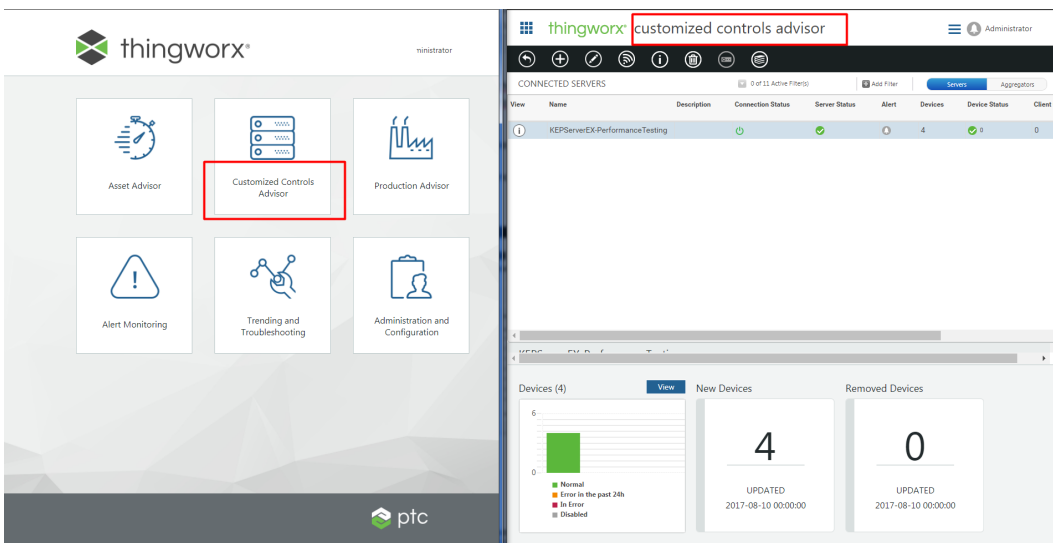 thingworx
ministrator
Asset Advisor
Customized Controls
Advisor
Production Advisor
Alert Monitoring
Trending and
Troubleshooting
Administration and
Configuration
ptc
thingworx customized controls advisor
Administrator
CONNECTED SERVERS
0 of 11 Active Filter(s)
Add Filter
Servers
Aggregators
View Name Description Connection Status Server Status Alert Devices Device Status Client
KEPServerEX-PerformanceTesting 4 0 0
Devices (4)
View
New Devices
Removed Devices
6
0
Normal
Error in the past 24h
In Error
Disabled
4
UPDATED
2017-08-10 00:00:00
0
UPDATED
2017-08-10 00:00:00